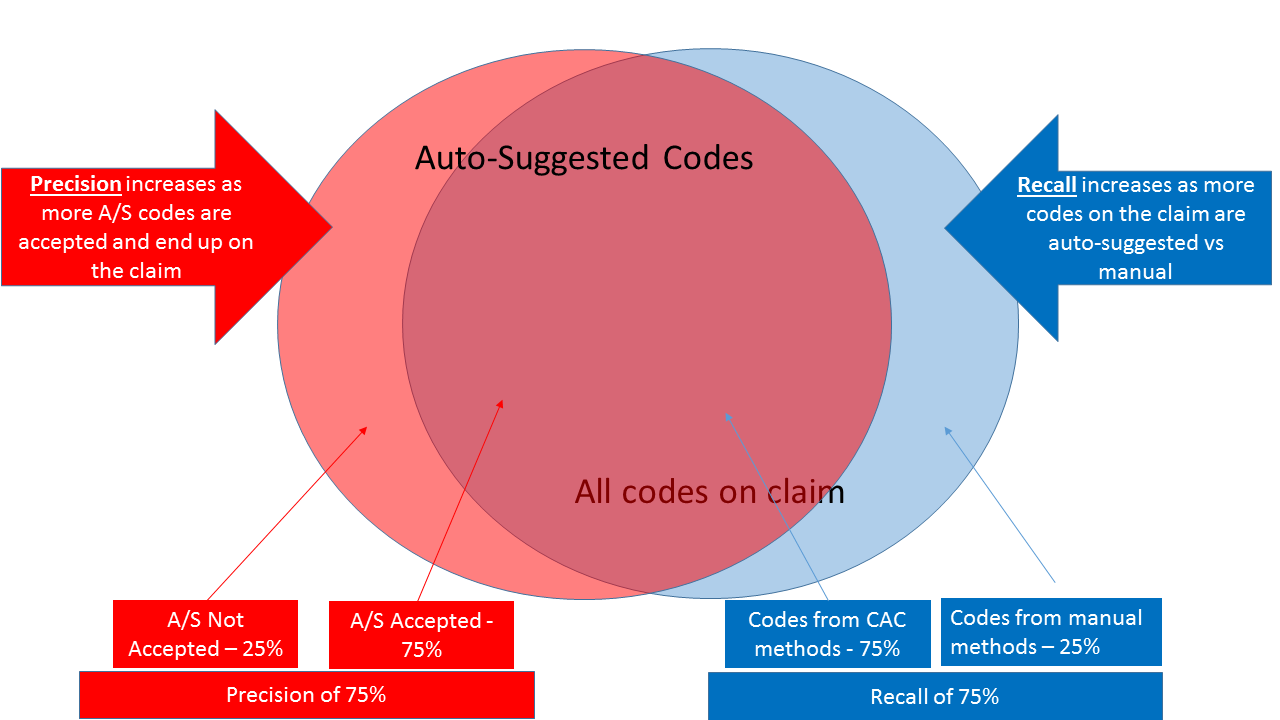 Auto-Suggested Codes
Precision increases as
more A/S codes are
accepted and end up on
the claim
Recall increases as more
codes on the claim are
auto-suggested vs
manual
All codes on claim
A/S Not
Accepted – 25%
A/S Accepted -
75%
Codes from CAC
methods - 75%
Codes from manual
methods – 25%
Precision of 75%
Recall of 75%